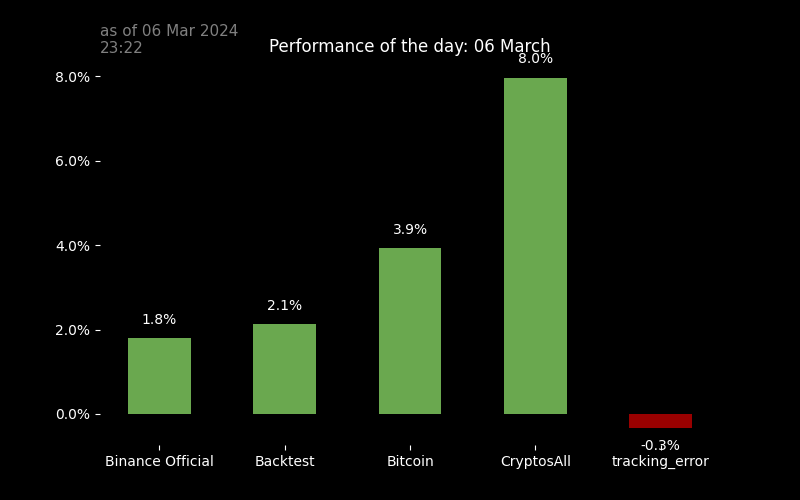 as of 06 Mar 2024
23:22
Performance of the day: 06 March
8.0%
8.0%
6.0%
4.0%
3.9%
2.1%
2.0%
1.8%
0.0%
-0.3%
Binance Official
Backtest
Bitcoin
CryptosAll
tracking_error